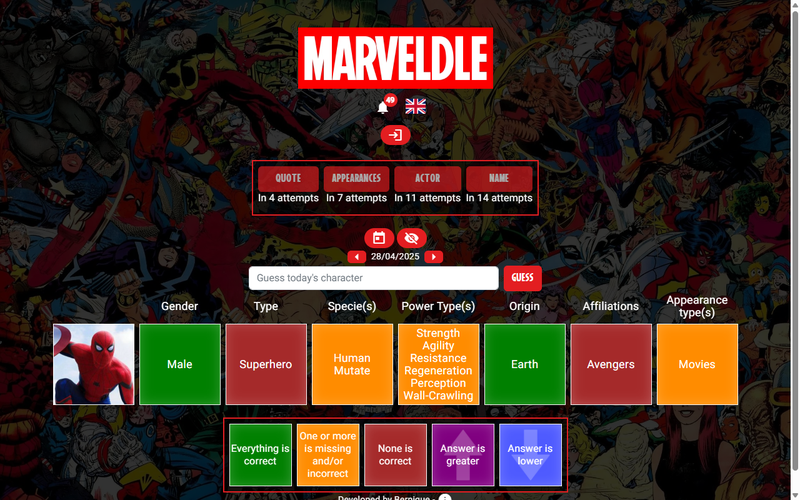 MARVELDLE
49
QUOTE APPEARANCES ACTOR NAME
In 4 attempts In 7 attempts In 11 attempts In 14 attempts
28/04/2025
Guess today's character GUESS
Gender Type Specie(s) Power Type(s) Origin Affiliations Appearance
type(s)
Male
Superhero
Human
Mutate
Strength
Agility
Resistance
Regeneration
Perception
Wall-Crawling
Earth
Avengers
Movies
Everything is
correct
One or more
is missing
and/or
incorrect
None is
correct
Answer is
greater
Answer is
lower
Developed by Bernique -